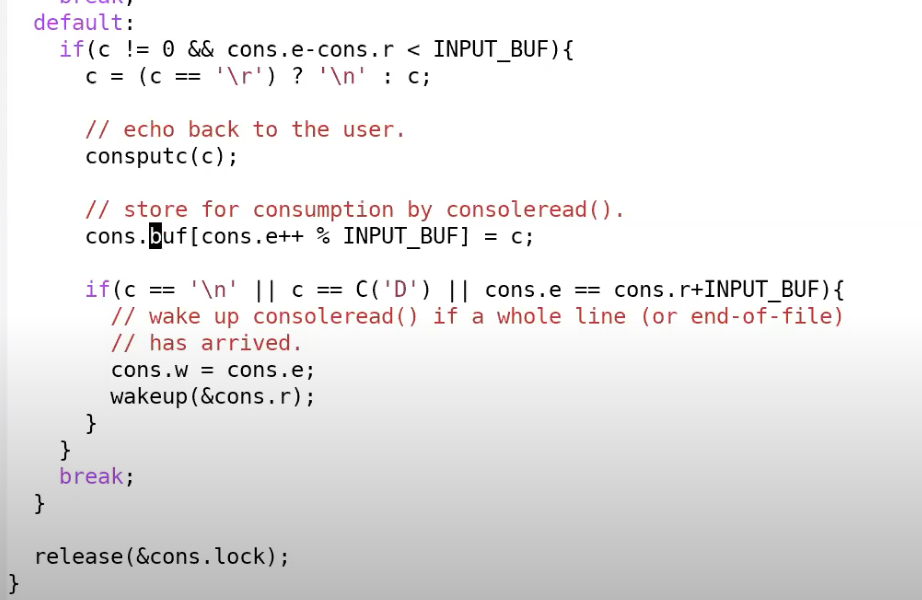 break;
default:
if(c != 0 && cons.e-cons.r < INPUT_BUF){
c = (c == '\r') ? '\n' : c;
// echo back to the user.
consputc(c);
// store for consumption by consoleread().
cons.buf[cons.e++ % INPUT_BUF] = c;
if(c == '\n' || c == C('D') || cons.e == cons.r+INPUT_BUF){
// wake up consoleread() if a whole line (or end-of-file)
// has arrived.
cons.w = cons.e;
wakeup(&cons.r);
}
}
break;
}
release(&cons.lock);
}